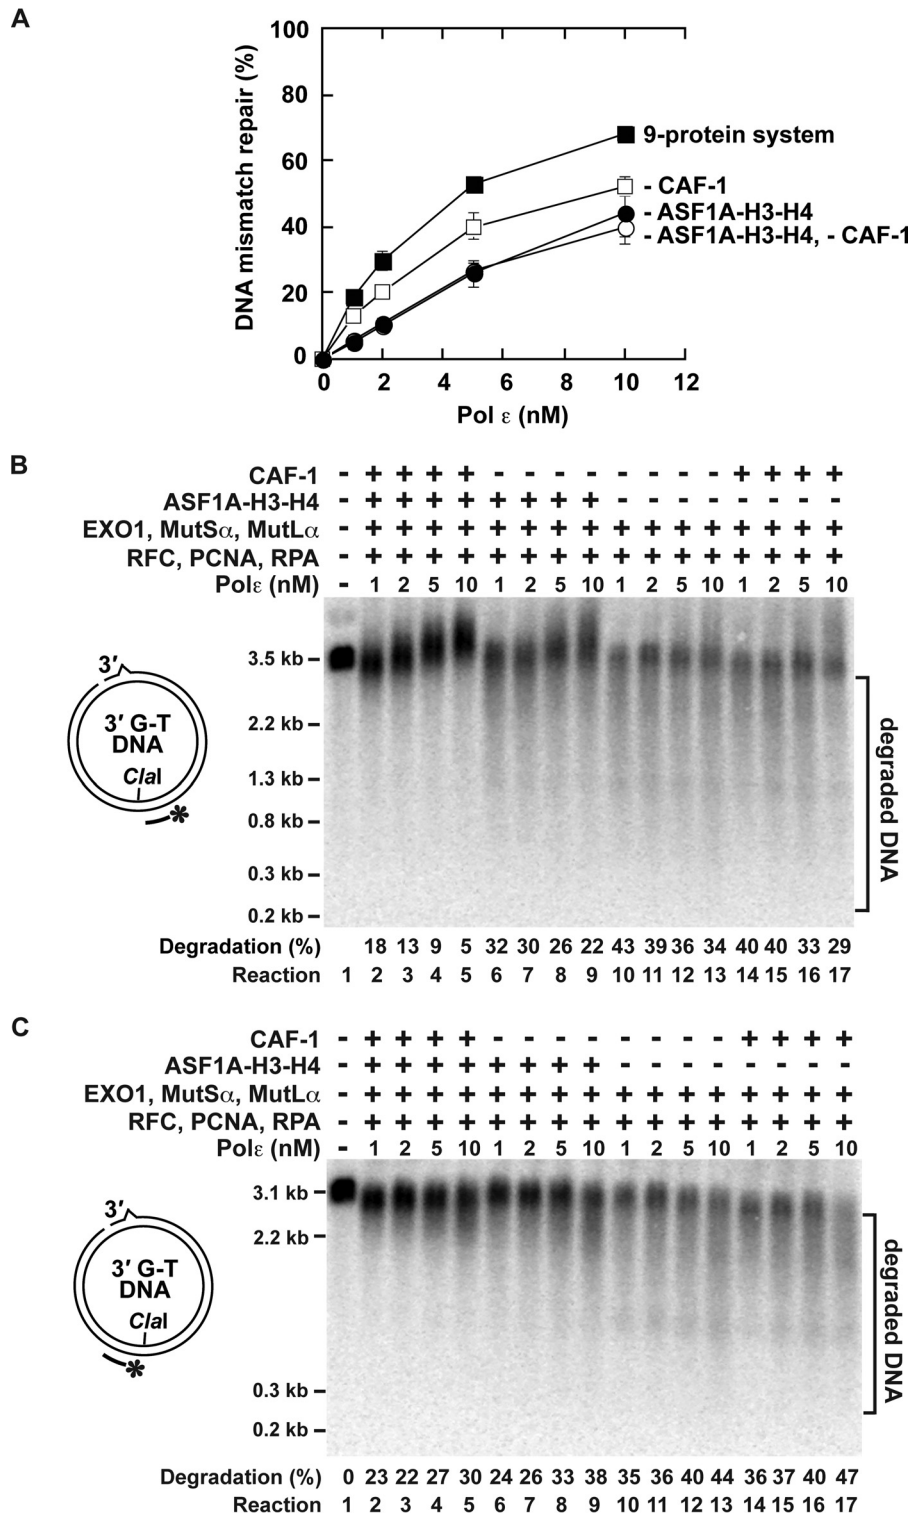 A
DNA mismatch repair (%)
100
80
60
40
20
0
0 2 4 6 8 10 12
Pol ε (nM)
9-protein system
- CAF-1
- ASF1A-H3-H4
- ASF1A-H3-H4, - CAF-1
B
CAF-1 - + + + + - - - - - - - - + + + +
ASF1A-H3-H4 - + + + + + + + + - - - - - - - -
EXO1, MutSα, MutLα - + + + + + + + + + + + + + + + +
RFC, PCNA, RPA - + + + + + + + + + + + + + + + +
Polε (nM) - 1 2 5 10 1 2 5 10 1 2 5 10 1 2 5 10
3.5 kb
2.2 kb
1.3 kb
0.8 kb
0.3 kb
0.2 kb
3′
3′ G-T
DNA
ClaI
*
degraded DNA
Degradation (%) 18 13 9 5 32 30 26 22 43 39 36 34 40 40 33 29
Reaction 1 2 3 4 5 6 7 8 9 10 11 12 13 14 15 16 17
C
CAF-1 - + + + + - - - - - - - - + + + +
ASF1A-H3-H4 - + + + + + + + + - - - - - - - -
EXO1, MutSα, MutLα - + + + + + + + + + + + + + + + +
RFC, PCNA, RPA - + + + + + + + + + + + + + + + +
Polε (nM) - 1 2 5 10 1 2 5 10 1 2 5 10 1 2 5 10
3.1 kb
2.2 kb
0.3 kb
0.2 kb
3′
3′ G-T
DNA
ClaI
*
degraded DNA
Degradation (%) 0 23 22 27 30 24 26 33 38 35 36 40 44 36 37 40 47
Reaction 1 2 3 4 5 6 7 8 9 10 11 12 13 14 15 16 17